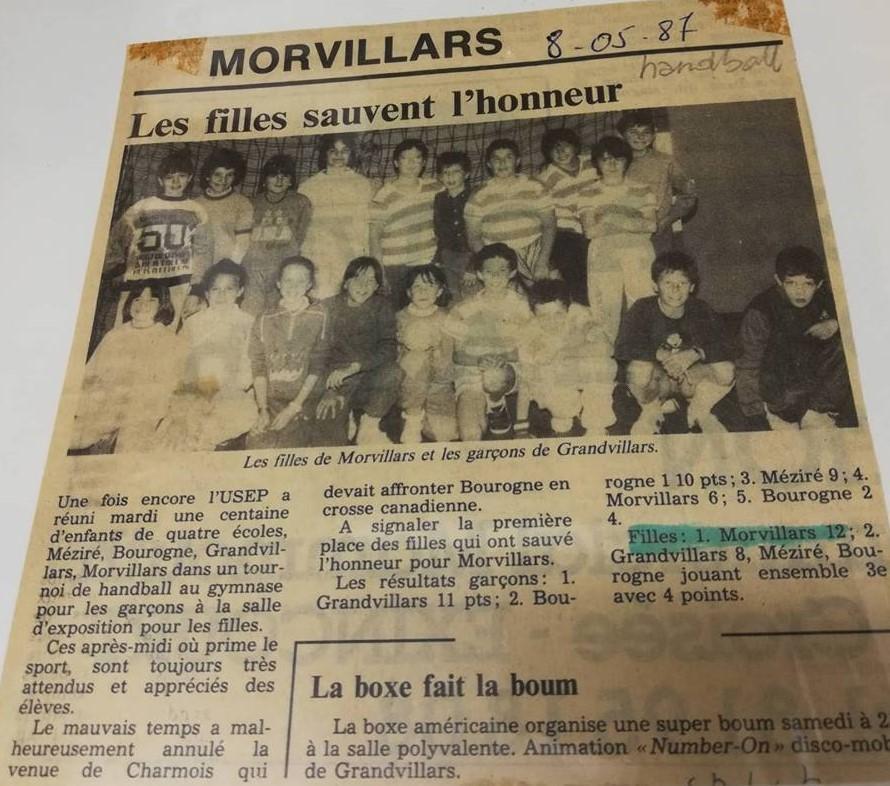 MORVILLARS 8-05-87
handball
Les filles sauvent l'honneur
Les filles de Morvillars et les garçons de Grandvillars.
Une fois encore l'USEP a
réuni mardi une centaine
d'enfants de quatre écoles,
Méziré, Bourogne, Grandvil-
lars, Morvillars dans un tour-
noi de handball au gymnase
pour les garçons à la salle
d'exposition pour les filles.
Ces après-midi où prime le
sport, sont toujours très
attendus et appréciés des
élèves.
Le mauvais temps a mal-
heureusement annulé la
venue de Charmois qui
devait affronter Bourogne en
crosse canadienne.
A signaler la première
place des filles qui ont sauvé
l'honneur pour Morvillars.
Les résultats garçons : 1.
Grandvillars 11 pts ; 2. Bou-
rogne 1 10 pts ; 3. Méziré 9 ; 4.
Morvillars 6 ; 5. Bourogne 2
4.
Filles : 1. Morvillars 12 ; 2.
Grandvillars 8, Méziré, Bou-
rogne jouant ensemble 3e
avec 4 points.
La boxe fait la boum
La boxe américaine organise une super boum samedi à 2
à la salle polyvalente. Animation «Number-On» disco-mob
de Grandvillars.